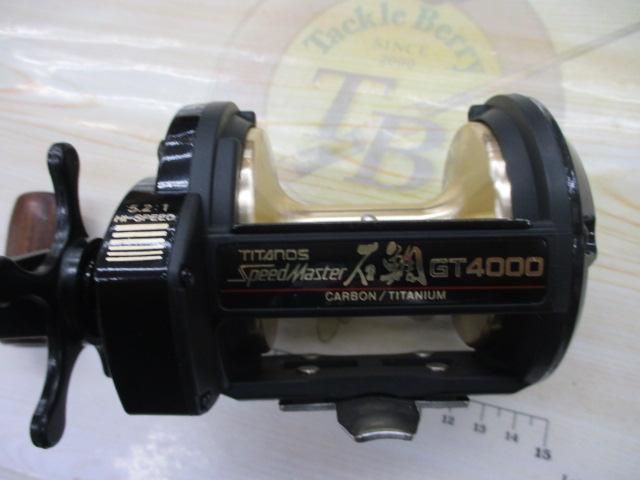 Tackle Berry
SINCE
2000
TB
5.2:1
HI-SPEED
TITANOS
SpeedMaster 石鯛 GT4000
CARBON/TITANIUM
12 13 14 15